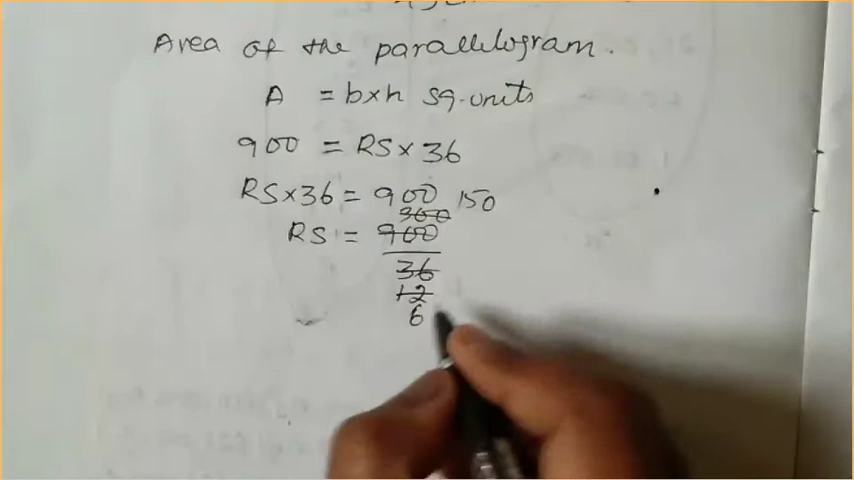 Area of the parallelogram.
A = b×h sq.units
900 = RS×36
RS×36 = 900
300 150
RS = 900
36
12
6